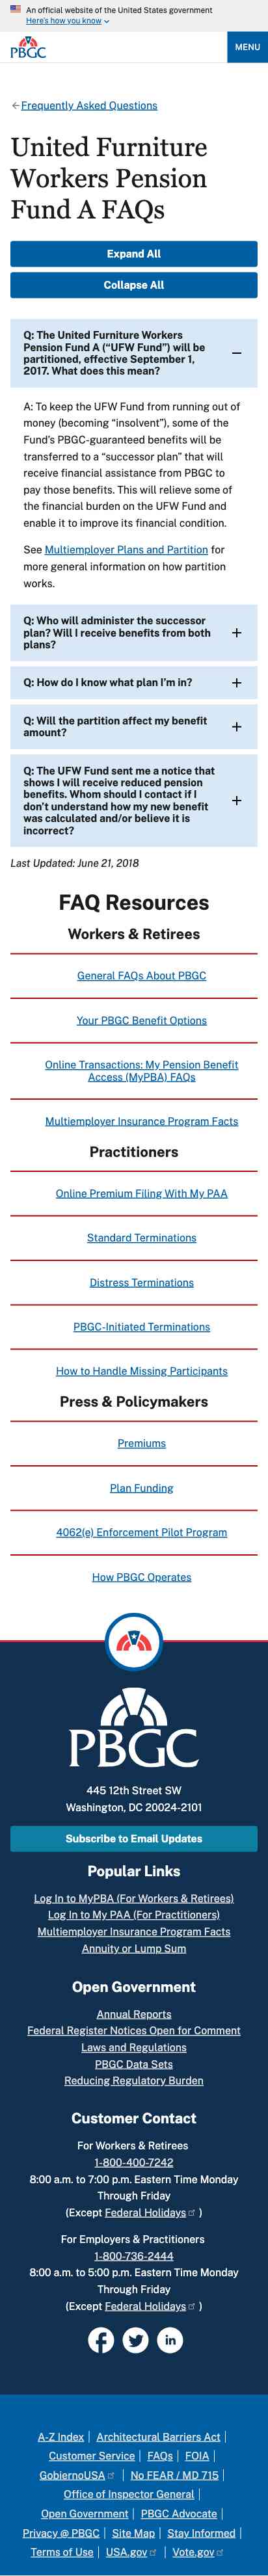 An official website of the United States government
Here's how you know
PBGC
MENU
Frequently Asked Questions
United Furniture
Workers Pension
Fund A FAQs
Expand All
Collapse All
Q: The United Furniture Workers
Pension Fund A (“UFW Fund”) will be
partitioned, effective September 1,
2017. What does this mean?
A: To keep the UFW Fund from running out of
money (becoming “insolvent”), some of the
Fund’s PBGC-guaranteed benefits will be
transferred to a “successor plan” that will
receive financial assistance from PBGC to
pay those benefits. This will relieve some of
the financial burden on the UFW Fund and
enable it to improve its financial condition.
See Multiemployer Plans and Partition for
more general information on how partition
works.
Q: Who will administer the successor
plan? Will I receive benefits from both
plans?
Q: How do I know what plan I’m in?
Q: Will the partition affect my benefit
amount?
Q: The UFW Fund sent me a notice that
shows I will receive reduced pension
benefits. Whom should I contact if I
don’t understand how my new benefit
was calculated and/or believe it is
incorrect?
Last Updated: June 21, 2018
FAQ Resources
Workers & Retirees
General FAQs About PBGC
Your PBGC Benefit Options
Online Transactions: My Pension Benefit
Access (MyPBA) FAQs
Multiemployer Insurance Program Facts
Practitioners
Online Premium Filing With My PAA
Standard Terminations
Distress Terminations
PBGC-Initiated Terminations
How to Handle Missing Participants
Press & Policymakers
Premiums
Plan Funding
4062(e) Enforcement Pilot Program
How PBGC Operates
PBGC
445 12th Street SW
Washington, DC 20024-2101
Subscribe to Email Updates
Popular Links
Log In to MyPBA (For Workers & Retirees)
Log In to My PAA (For Practitioners)
Multiemployer Insurance Program Facts
Annuity or Lump Sum
Open Government
Annual Reports
Federal Register Notices Open for Comment
Laws and Regulations
PBGC Data Sets
Reducing Regulatory Burden
Customer Contact
For Workers & Retirees
1-800-400-7242
8:00 a.m. to 7:00 p.m. Eastern Time Monday
Through Friday
(Except Federal Holidays )
For Employers & Practitioners
1-800-736-2444
8:00 a.m. to 5:00 p.m. Eastern Time Monday
Through Friday
(Except Federal Holidays )
A-Z Index | Architectural Barriers Act |
Customer Service | FAQs | FOIA |
GobiernoUSA | No FEAR / MD 715 |
Office of Inspector General |
Open Government | PBGC Advocate |
Privacy @ PBGC | Site Map | Stay Informed |
Terms of Use | USA.gov | Vote.gov